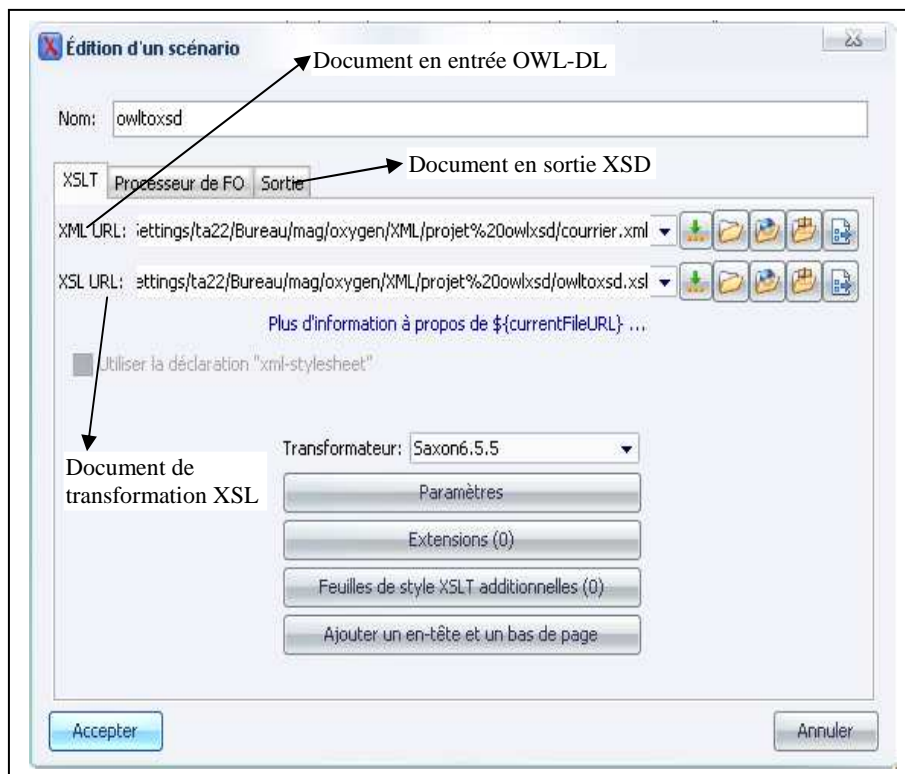 Édition d'un scénario
Document en entrée OWL-DL
Nom: owltoxsd
Document en sortie XSD
XSLT Processeur de FO Sortie
XML URL: ettings/ta22/Bureau/mag/oxygen/XML/projet%20owlxsd/courrier.xml
XSL URL: ettings/ta22/Bureau/mag/oxygen/XML/projet%20owlxsd/owltoxsd.xsl
Plus d'information à propos de ${currentFileURL} ...
Utiliser la déclaration "xml-stylesheet"
Transformateur: Saxon6.5.5
Document de
transformation XSL
Paramètres
Extensions (0)
Feuilles de style XSLT additionnelles (0)
Ajouter un en-tête et un bas de page
Accepter
Annuler